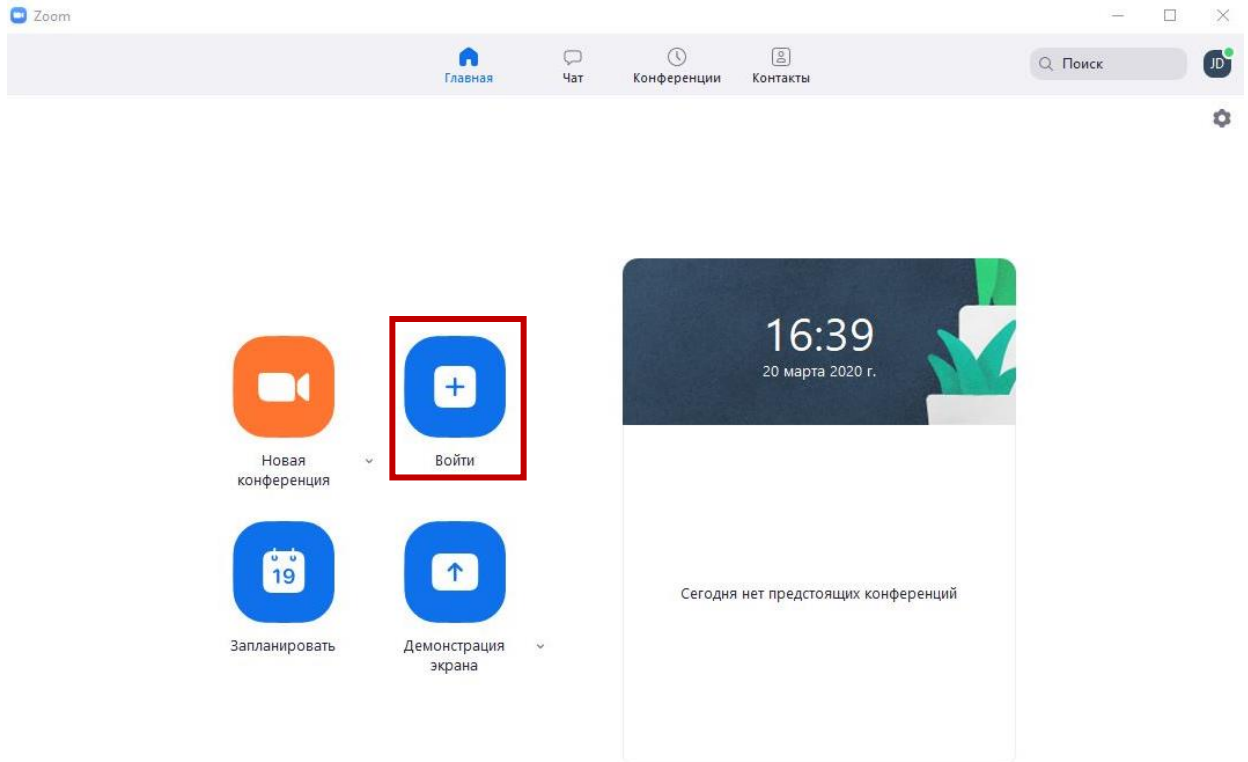 Zoom
Главная
Чат
Конференции
Контакты
Поиск
JD
16:39
20 марта 2020 г.
Новая
конференция
Войти
19
Запланировать
Демонстрация
экрана
Сегодня нет предстоящих конференций